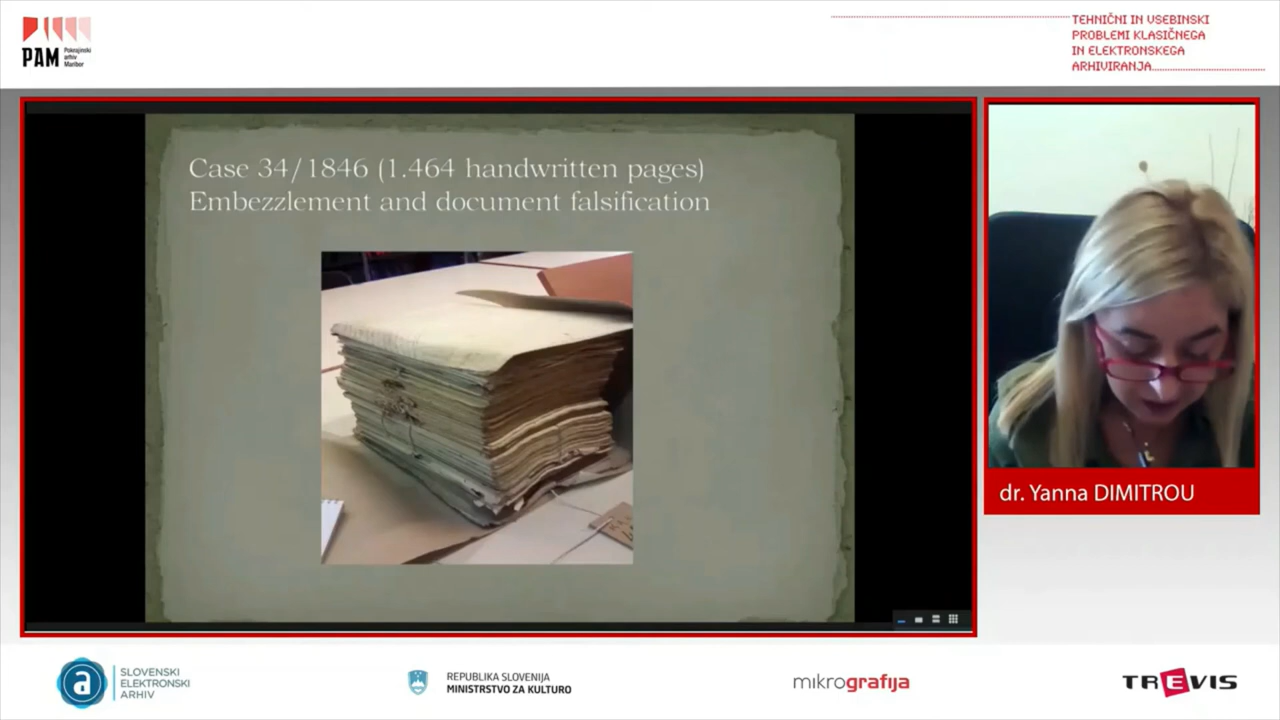 PAM
Pokrajinski
arhiv
Maribor
TEHNIČNI IN VSEBINSKI
PROBLEMI KLASIČNEGA
IN ELEKTRONSKEGA
ARHIVIRANJA
Case 34/1846 (1.464 handwritten pages)
Embezzlement and document falsification
dr. Yanna DIMITROU
a
SLOVENSKI
ELEKTRONSKI
ARHIV
REPUBLIKA SLOVENIJA
MINISTRSTVO ZA KULTURO
mikrografija
TREVIS